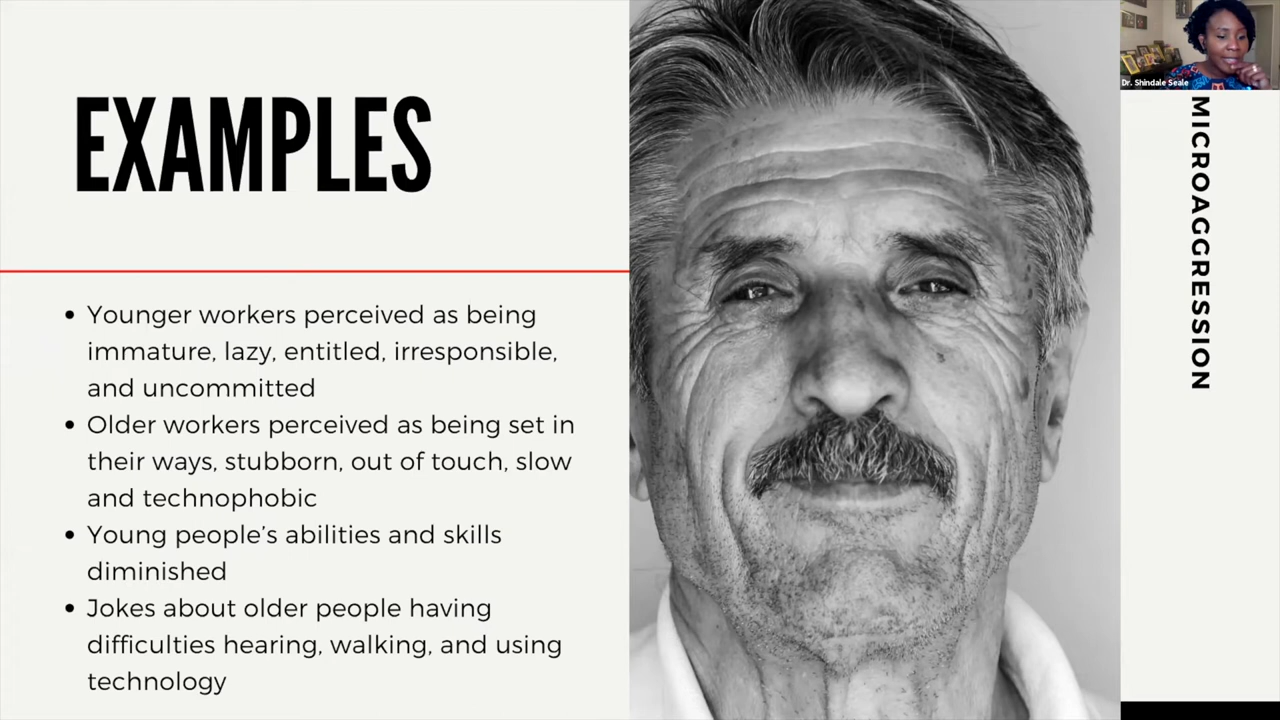 EXAMPLES
• Younger workers perceived as being
immature, lazy, entitled, irresponsible,
and uncommitted
• Older workers perceived as being set in
their ways, stubborn, out of touch, slow
and technophobic
• Young people’s abilities and skills
diminished
• Jokes about older people having
difficulties hearing, walking, and using
technology
Dr. Shindale Seale
MICROAGGRESSION